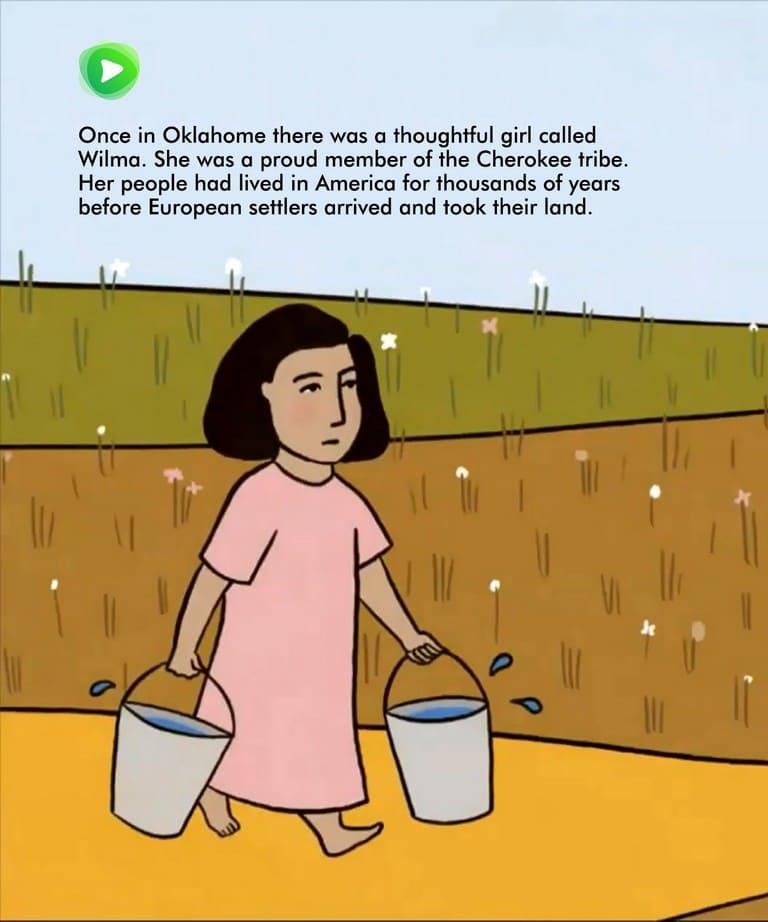 Once in Oklahome there was a thoughtful girl called
Wilma. She was a proud member of the Cherokee tribe.
Her people had lived in America for thousands of years
before European settlers arrived and took their land.